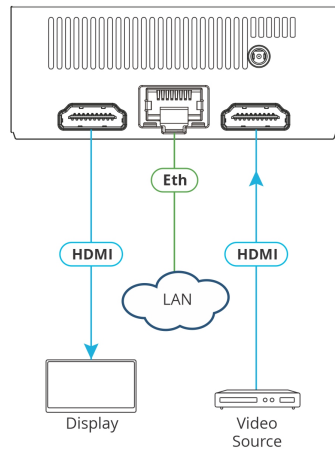 Eth
HDMI
HDMI
LAN
Display
Video
Source